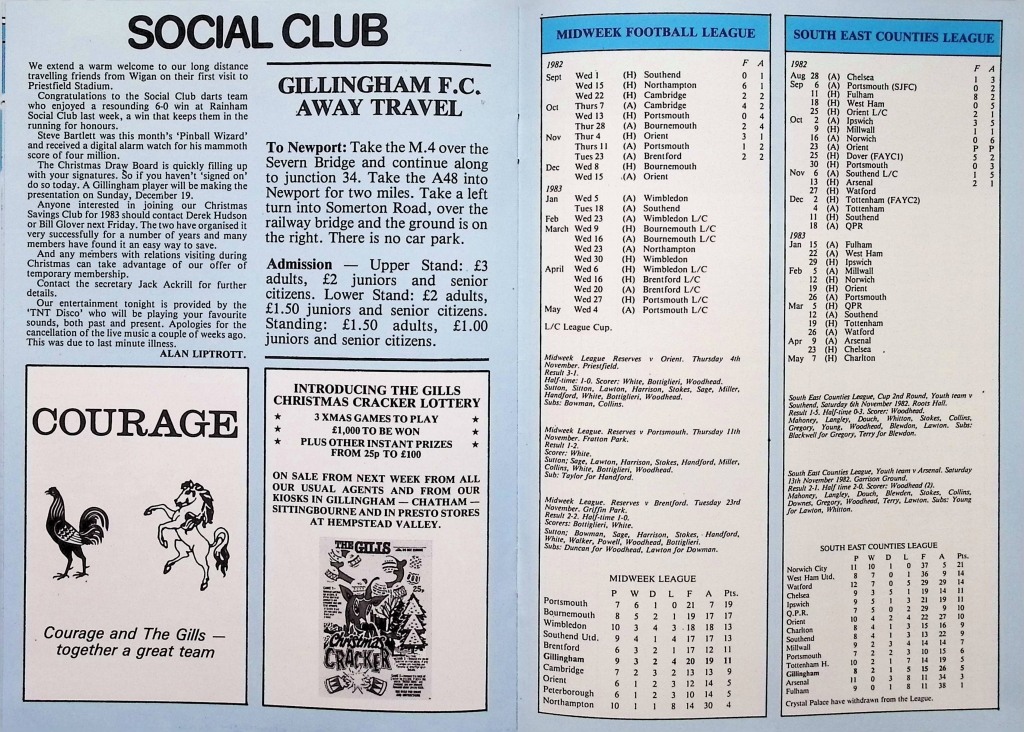 SOCIAL CLUB
We extend a warm welcome to our long distance
travelling friends from Wigan on their first visit to
Priestfield Stadium.
Congratulations to the Social Club darts team
who enjoyed a resounding 6-0 win at Rainham
Social Club last week, a win that keeps them in the
running for honours.
Steve Bartlett was this month's 'Pinball Wizard'
and received a digital alarm watch for his mammoth
score of four million.
The Christmas Draw Board is quickly filling up
with your signatures. So if you haven't 'signed on'
do so today. A Gillingham player will be making the
presentation on Sunday, December 19.
Anyone interested in joining our Christmas
Savings Club for 1983 should contact Derek Hudson
or Bill Glover next Friday. The two have organised it
very successfully for a number of years and many
members have found it an easy way to save.
And any members with relations visiting during
Christmas can take advantage of our offer of
temporary membership.
Contact the secretary Jack Ackrill for further
details.
Our entertainment tonight is provided by the
'TNT Disco' who will be playing your favourite
sounds, both past and present. Apologies for the
cancellation of the live music a couple of weeks ago.
This was due to last minute illness.
ALAN LIPTROTT.
GILLINGHAM F.C.
AWAY TRAVEL
To Newport: Take the M.4 over the
Severn Bridge and continue along
to junction 34. Take the A48 into
Newport for two miles. Take a left
turn into Somerton Road, over the
railway bridge and the ground is on
the right. There is no car park.
Admission — Upper Stand: £3
adults, £2 juniors and senior
citizens. Lower Stand: £2 adults,
£1.50 juniors and senior citizens.
Standing: £1.50 adults, £1.00
juniors and senior citizens.
COURAGE
Courage and The Gills —
together a great team
INTRODUCING THE GILLS
CHRISTMAS CRACKER LOTTERY
★ 3 XMAS GAMES TO PLAY ★
★ £1,000 TO BE WON ★
★ PLUS OTHER INSTANT PRIZES ★
FROM 25p TO £100
ON SALE FROM NEXT WEEK FROM ALL
OUR USUAL AGENTS AND FROM OUR
KIOSKS IN GILLINGHAM — CHATHAM —
SITTINGBOURNE AND IN PRESTO STORES
AT HEMPSTEAD VALLEY.
THE GILLS
25p
Christmas
CRACKER
MIDWEEK FOOTBALL LEAGUE
1982 F A
Sept Wed 1 (H) Southend 0 1
Wed 15 (H) Northampton 6 1
Wed 22 (H) Cambridge 2 2
Oct Thurs 7 (A) Cambridge 4 2
Wed 13 (H) Portsmouth 0 4
Thur 28 (A) Bournemouth 2 4
Nov Thur 4 (H) Orient 3 1
Thurs 11 (A) Portsmouth 1 2
Tues 23 (A) Brentford 2 2
Dec Wed 8 (H) Bournemouth
Wed 15 (A) Orient
1983
Jan Wed 5 (A) Wimbledon
Tues 18 (A) Southend
Feb Wed 23 (A) Wimbledon L/C
March Wed 9 (H) Bournemouth L/C
Wed 16 (A) Bournemouth L/C
Wed 23 (A) Northampton
Wed 30 (H) Wimbledon
April Wed 6 (H) Wimbledon L/C
Wed 16 (H) Brentford L/C
Wed 20 (A) Brentford L/C
Wed 27 (H) Portsmouth L/C
May Wed 4 (A) Portsmouth L/C
L/C League Cup.
Midweek League Reserves v Orient. Thursday 4th
November. Priestfield.
Result 3-1.
Half-time: 1-0. Scorer: White, Bottiglieri, Woodhead.
Sutton, Sitton, Lawton, Harrison, Stokes, Sage, Miller,
Handford, White, Bottiglieri, Woodhead.
Subs: Bowman, Collins.
Midweek League. Reserves v Portsmouth. Thursday 11th
November. Fratton Park.
Result 1-2.
Scorer: White.
Sutton; Sage, Lawton, Harrison, Stokes, Handford, Miller,
Collins, White, Bottiglieri, Woodhead.
Sub: Taylor for Handford.
Midweek League. Reserves v Brentford. Tuesday 23rd
November. Griffin Park.
Result 2-2. Half-time 1-0.
Scorers: Bottiglieri, White.
Sutton; Bowman, Sage, Harrison, Stokes, Handford,
White, Walker, Powell, Woodhead, Bottiglieri.
Subs: Duncan for Woodhead, Lawton for Dowman.
MIDWEEK LEAGUE
P W D L F A Pts.
Portsmouth 7 6 1 0 21 7 19
Bournemouth 8 5 2 1 19 17 17
Wimbledon 10 3 4 3 18 18 13
Southend Utd. 9 4 1 4 17 17 13
Brentford 6 3 2 1 17 12 11
Gillingham 9 3 2 4 20 19 11
Cambridge 7 2 3 2 13 13 9
Orient 6 1 2 3 12 14 5
Peterborough 6 1 2 3 10 14 5
Northampton 10 1 1 8 14 30 4
SOUTH EAST COUNTIES LEAGUE
1982 F A
Aug 28 (A) Chelsea 1 3
Sep 6 (A) Portsmouth (SJFC) 0 2
11 (H) Fulham 8 2
18 (H) West Ham 0 5
25 (H) Orient L/C 2 1
Oct 2 (A) Ipswich 3 5
9 (H) Millwall 1 1
16 (A) Norwich 0 6
23 (A) Orient P P
25 (H) Dover (FAYC1) 5 2
30 (H) Portsmouth 0 3
Nov 6 (A) Southend L/C 1 5
13 (H) Arsenal 2 1
27 (H) Watford
Dec 2 (H) Tottenham (FAYC2)
4 (A) Tottenham
11 (H) Southend
18 (A) QPR
1983
Jan 15 (A) Fulham
22 (A) West Ham
29 (H) Ipswich
Feb 5 (A) Millwall
12 (H) Norwich
19 (H) Orient
26 (A) Portsmouth
Mar 5 (H) QPR
12 (A) Southend
19 (H) Tottenham
26 (A) Watford
Apr 9 (A) Arsenal
23 (H) Chelsea
May 7 (H) Charlton
South East Counties League, Cup 2nd Round, Youth team v
Southend, Saturday 6th November 1982. Roots Hall.
Result 1-5. Half-time 0-3. Scorer: Woodhead.
Mahoney, Langley, Douch, Whitton, Stokes, Collins,
Gregory, Young, Woodhead, Blewdon, Lawton. Subs:
Blackwell for Gregory, Terry for Blewdon.
South East Counties League, Youth team v Arsenal. Saturday
13th November 1982. Garrison Ground.
Result 2-1. Half time 2-0. Scorer: Woodhead (2).
Mahoney, Langley, Douch, Blewden, Stokes, Collins,
Downes, Gregory, Woodhead, Terry, Lawton. Subs: Young
for Lawton, Whitton.
SOUTH EAST COUNTIES LEAGUE
P W D L F A Pts.
Norwich City 11 10 1 0 37 5 21
West Ham Utd. 8 7 0 1 36 9 14
Watford 12 7 0 5 29 29 14
Chelsea 9 3 5 1 19 14 11
Ipswich 9 5 1 3 21 19 11
Q.P.R. 7 5 0 2 29 9 10
Orient 10 4 2 4 22 27 10
Charlton 8 4 1 3 15 16 9
Southend 8 4 1 3 13 22 9
Millwall 9 2 3 4 14 14 7
Portsmouth 7 2 2 3 10 15 6
Tottenham H. 10 2 1 7 14 19 5
Gillingham 8 2 1 5 15 26 5
Arsenal 11 0 3 8 11 34 3
Fulham 9 0 1 8 11 38 1
Crystal Palace have withdrawn from the League.